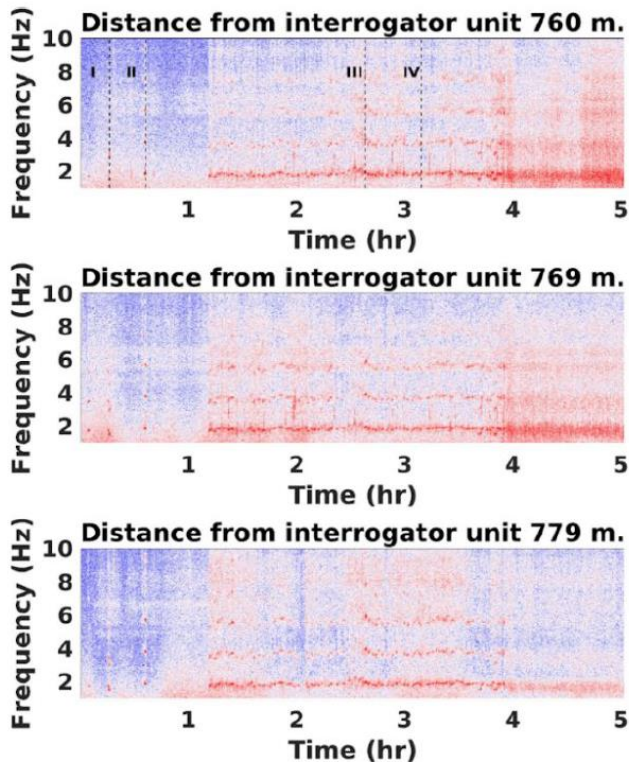 Distance from interrogator unit 760 m.
Frequency (Hz)
10
8
6
4
2
I
II
III
IV
1
2
3
4
5
Time (hr)
Distance from interrogator unit 769 m.
Frequency (Hz)
10
8
6
4
2
1
2
3
4
5
Time (hr)
Distance from interrogator unit 779 m.
Frequency (Hz)
10
8
6
4
2
1
2
3
4
5
Time (hr)